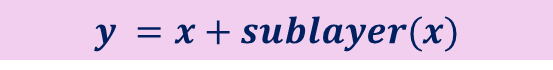 y = x + sublayer(x)